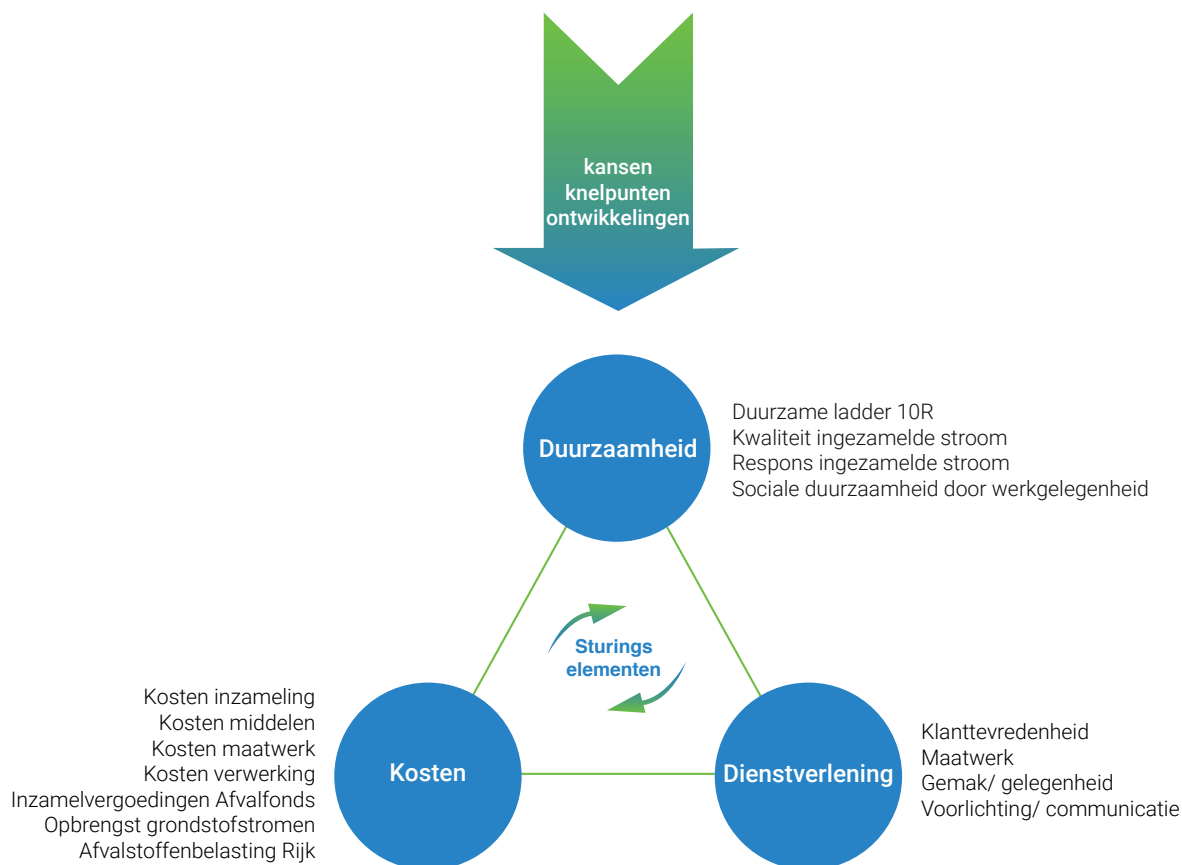 kansen
knelpunten
ontwikkelingen
Duurzaamheid
Duurzame ladder 10R
Kwaliteit ingezamelde stroom
Respons ingezamelde stroom
Sociale duurzaamheid door werkgelegenheid
Sturings
elementen
Kosten inzameling
Kosten middelen
Kosten maatwerk
Kosten verwerking
Inzamelvergoedingen Afvalfonds
Opbrengst grondstofstromen
Afvalstoffenbelasting Rijk
Kosten
Dienstverlening
Klanttevredenheid
Maatwerk
Gemak/ gelegenheid
Voorlichting/ communicatie